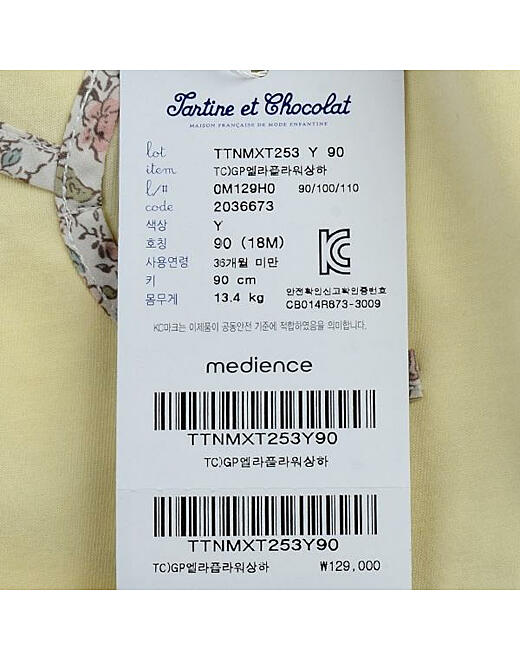 Tartine et Chocolat
MAISON FRANÇAISE DE MODE ENFANTINE
lot TTNMXT253 Y 90
item TC)GP엘라플라워상하
l/# 0M129H0 90/100/110
code 2036673
색상 Y
호칭 90 (18M)
사용연령 36개월 미만
키 90 cm
몸무게 13.4 kg
안전확인신고확인증번호
CB014R873-3009
KC마크는 이제품이 공통안전 기준에 적합하였음을 의미합니다.
medience
TTNMXT253Y90
TC)GP엘라플라워상하
TTNMXT253Y90
TC)GP엘라플라워상하 ₩129,000